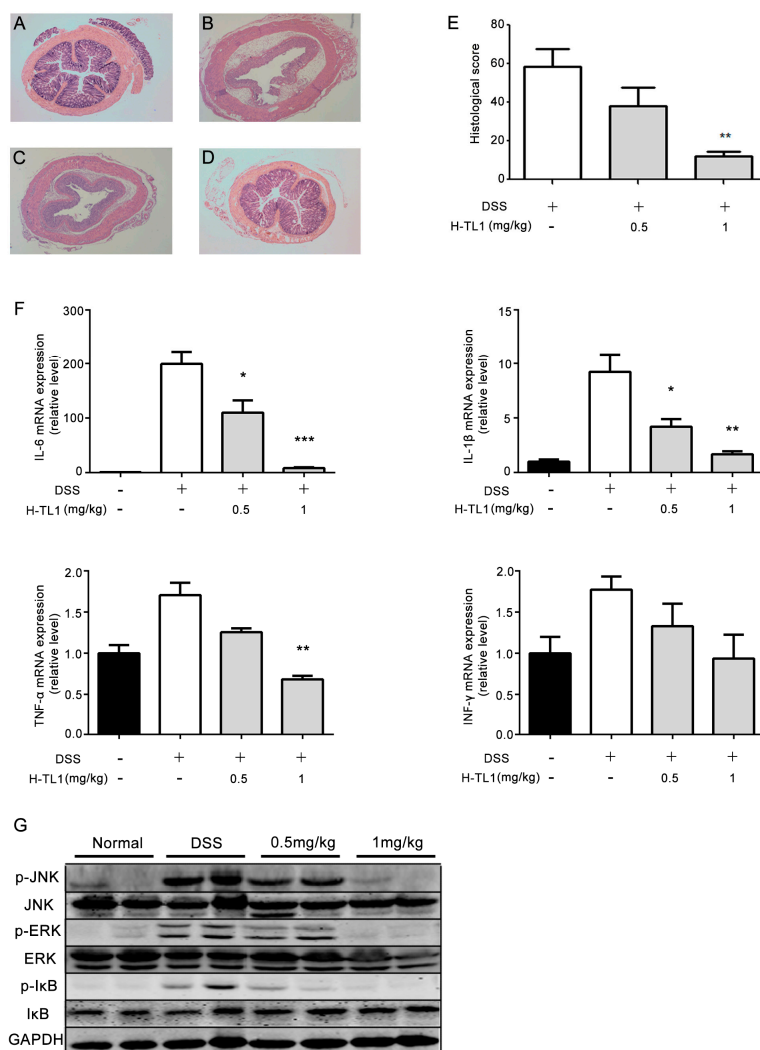 A
B
C
D
E
Histological score
80
60
40
20
0
**
DSS + + +
H-TL1 (mg/kg) - 0.5 1
F
IL-6 mRNA expression
(relative level)
300
200
100
0
*
***
DSS - + + +
H-TL1 (mg/kg) - - 0.5 1
IL-1β mRNA expression
(relative level)
15
10
5
0
*
**
DSS - + + +
H-TL1 (mg/kg) - - 0.5 1
TNF-α mRNA expression
(relative level)
2.0
1.5
1.0
0.5
0.0
**
DSS - + + +
H-TL1(mg/kg) - - 0.5 1
INF-γ mRNA expression
(relative level)
2.0
1.5
1.0
0.5
0.0
DSS - + + +
H-TL1(mg/kg) - - 0.5 1
G
Normal DSS 0.5mg/kg 1mg/kg
p-JNK
JNK
p-ERK
ERK
p-IκB
IκB
GAPDH